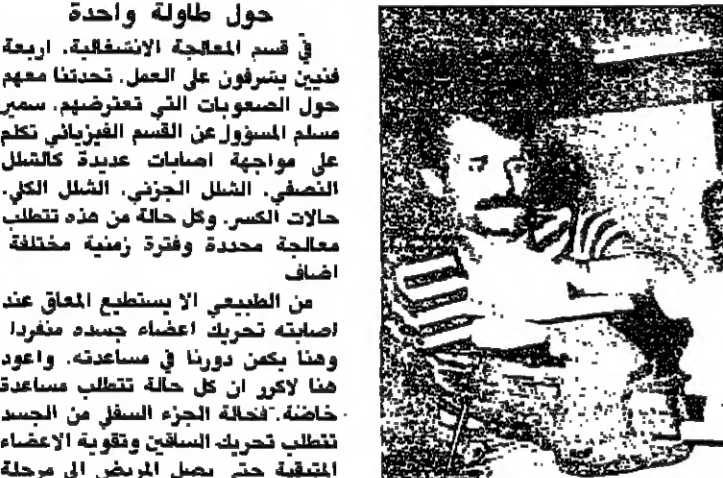 حول طاولة واحدة
في قسم المعالجة الانشغالية، اربعة
فنيين يشرفون على العمل. تحدثنا معهم
حول الصعوبات التي تعترضهم. سمير
مسلم المسؤول عن القسم الفيزيائي تكلم
على مواجهة اصابات عديدة كالشلل
النصفي، الشلل الجزئي، الشلل الكلي،
حالات الكسر. وكل حالة من هذه تتطلب
معالجة محددة وفترة زمنية مختلفة
اضاف
من الطبيعي الا يستطيع المعاق عند
اصابته تحريك اعضاء جسده منفردا
وهنا يكمن دورنا في مساعدته. واعود
هنا لاكرر ان كل حالة تتطلب مساعدة
خاصة. فحالة الجزء السفلي من الجسد
تتطلب تحريك الساقين وتقوية الاعضاء
المتبقية حتى يصل المريض الى مرحلة